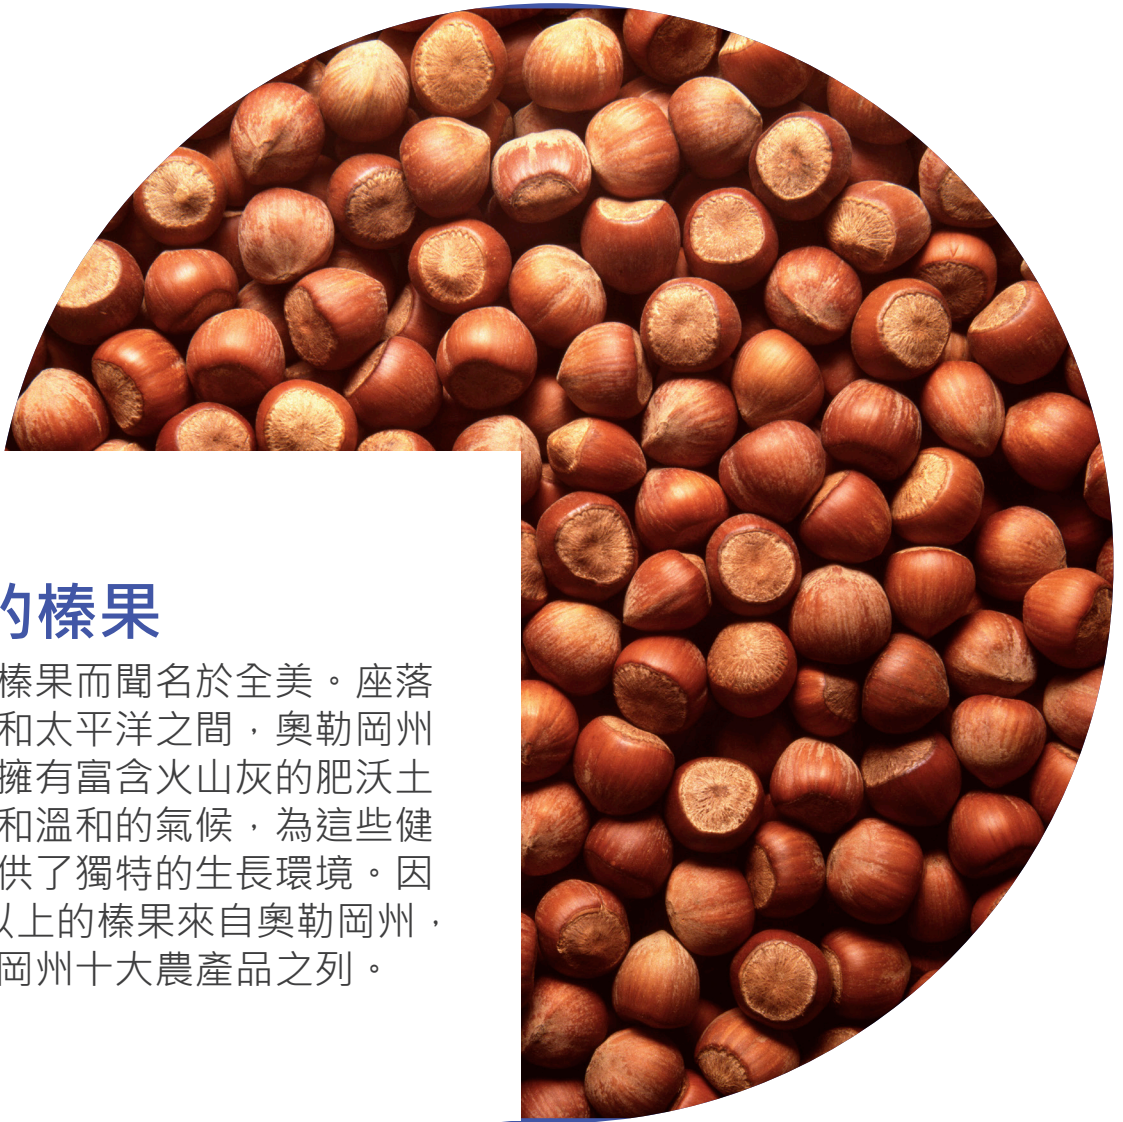 的榛果
榛果而聞名於全美。座落
和太平洋之間，奧勒岡州
擁有富含火山灰的肥沃土
和溫和的氣候，為這些健
供了獨特的生長環境。因
以上的榛果來自奧勒岡州，
岡州十大農產品之列。